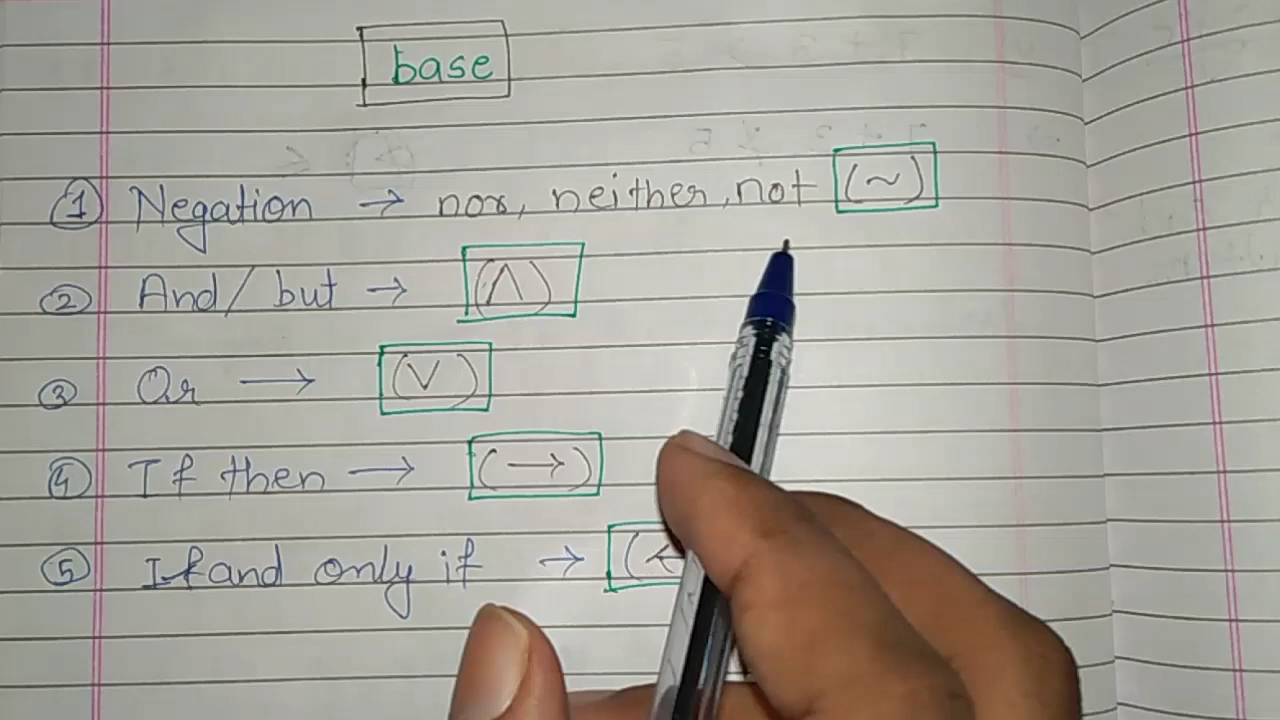 base
① Negation → nor, neither, not (~)
② And/but → (∧)
③ Or → (∨)
④ If then → (→)
⑤ If and only if → (←